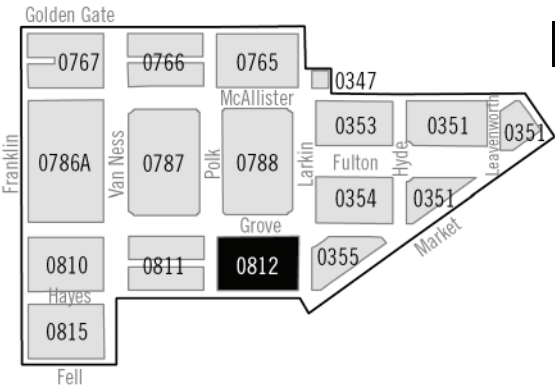 Golden Gate
0767
0766
0765
0347
McAllister
Franklin
0786A
Van Ness
0787
Polk
0788
Larkin
0353
Hyde
0351
Leavenworth
0351
Fulton
0354
0351
Market
Grove
0810
0811
0812
0355
Hayes
0815
Fell